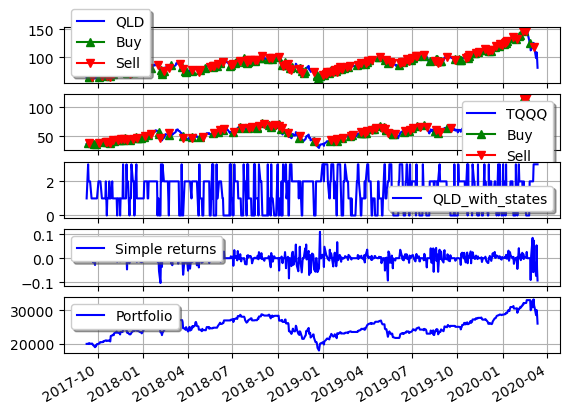 150
100
QLD
Buy
Sell
100
50
TQQQ
Buy
Sell
2
0
QLD_with_states
0.1
0.0
−0.1
Simple returns
30000
20000
Portfolio
2017-10 2018-01 2018-04 2018-07 2018-10 2019-01 2019-04 2019-07 2019-10 2020-01 2020-04